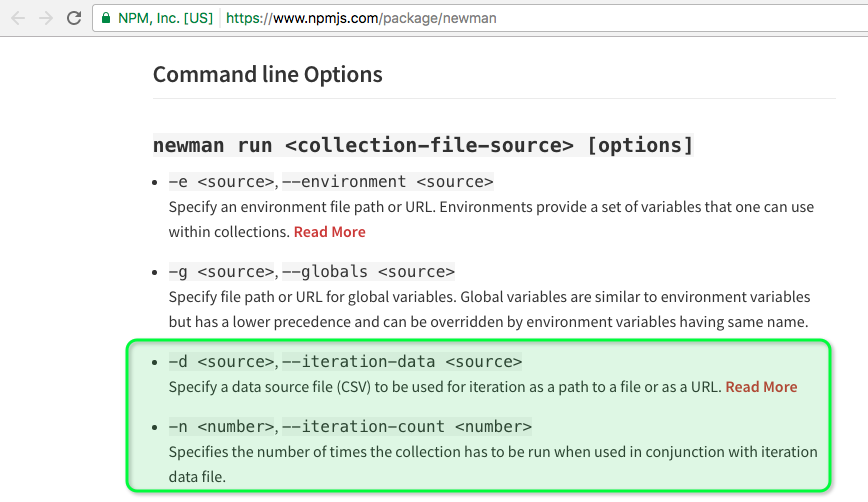 NPM, Inc. [US] https://www.npmjs.com/package/newman
Command line Options
newman run <collection-file-source> [options]
-e <source>, --environment <source>
Specify an environment file path or URL. Environments provide a set of variables that one can use
within collections. Read More
-g <source>, --globals <source>
Specify file path or URL for global variables. Global variables are similar to environment variables
but has a lower precedence and can be overridden by environment variables having same name.
-d <source>, --iteration-data <source>
Specify a data source file (CSV) to be used for iteration as a path to a file or as a URL. Read More
-n <number>, --iteration-count <number>
Specifies the number of times the collection has to be run when used in conjunction with iteration
data file.